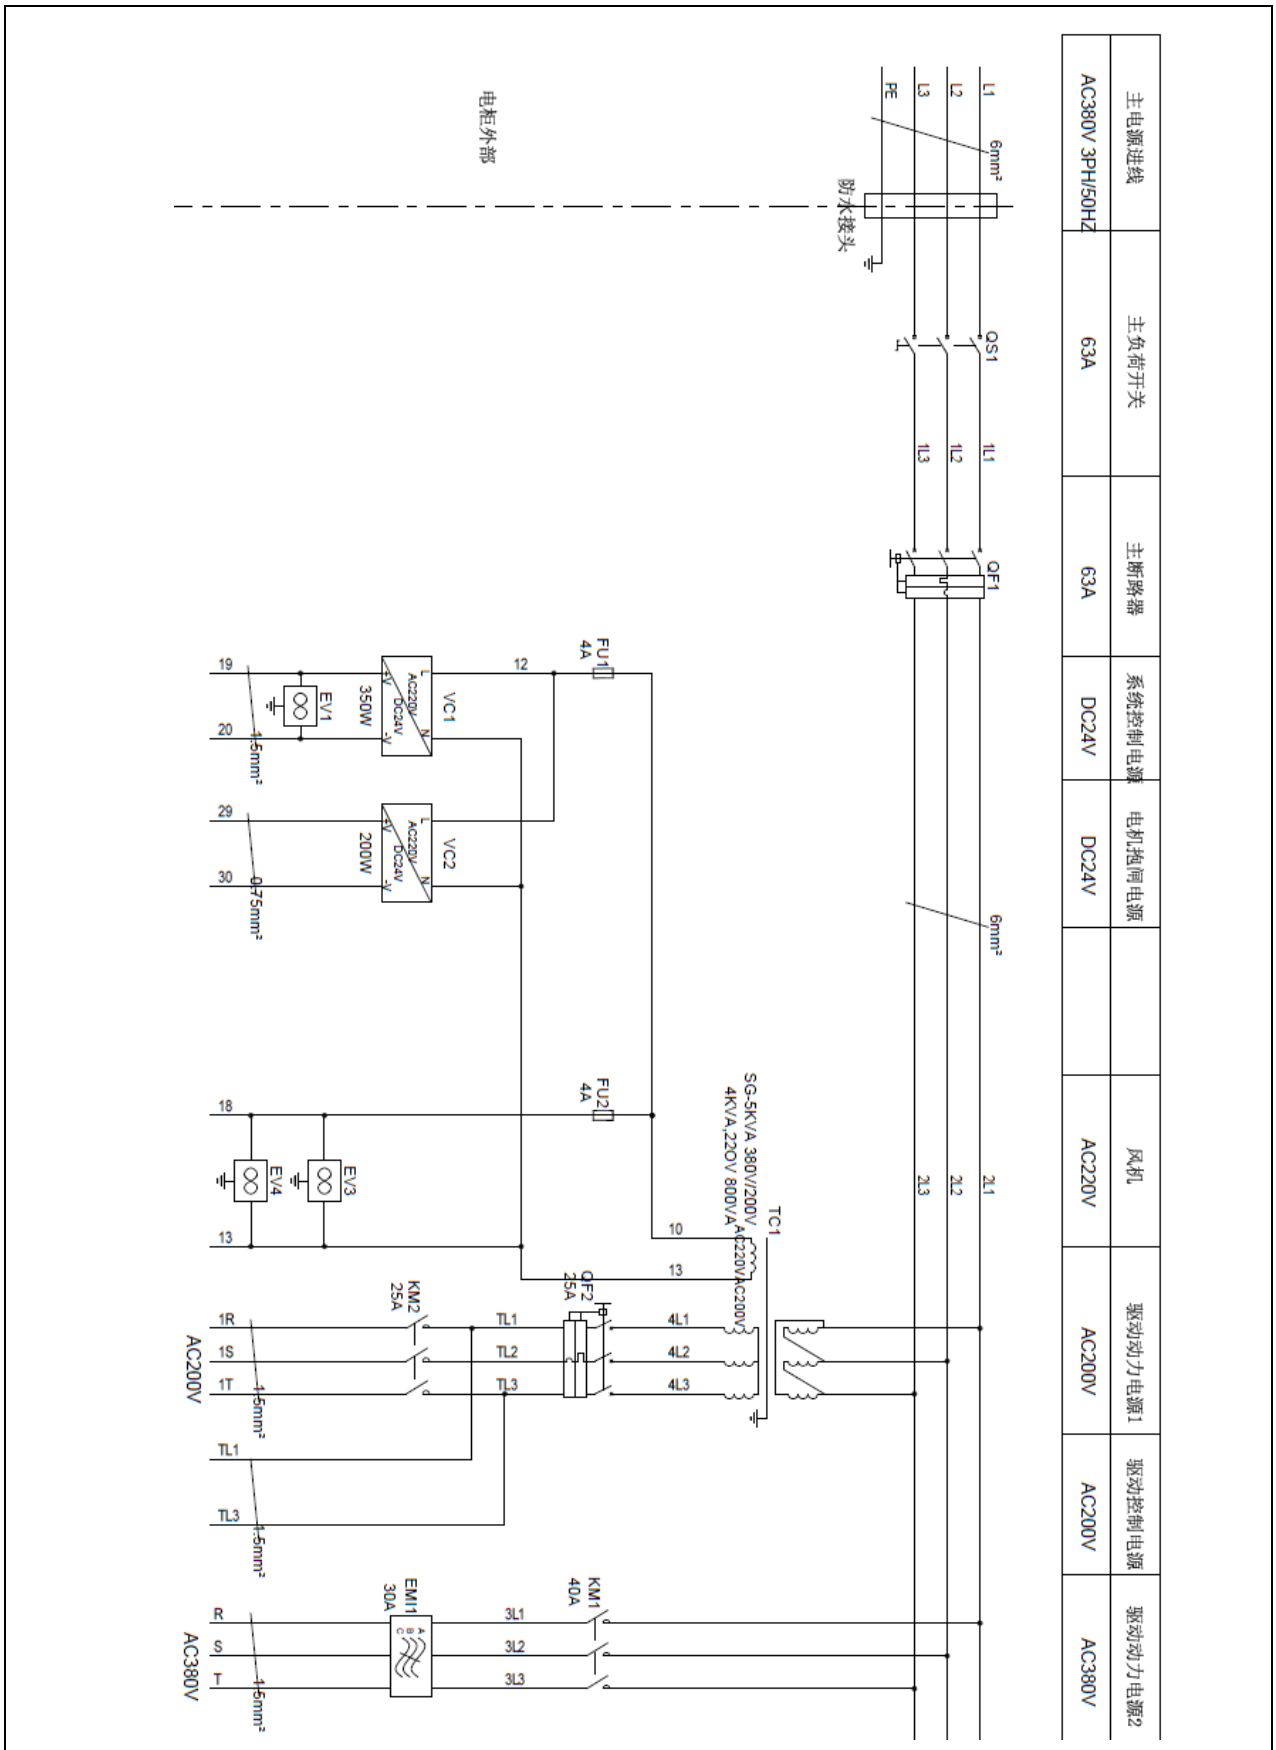 主电源进线
主负荷开关
主断路器
系统控制电源
电机抱闸电源
风机
驱动动力电源1
驱动控制电源
驱动动力电源2
AC380V 3PH/50HZ
63A
63A
DC24V
DC24V
AC220V
AC200V
AC200V
AC380V
L1
L2
L3
PE
6mm²
防水接头
电柜外部
QS1
1L1
1L2
1L3
QF1
6mm²
2L1
2L2
2L3
FU1
4A
12
VC1
L
N
AC220V
DC24V
+V
-V
350W
EV1
19
20
1.5mm²
VC2
L
N
AC220V
DC24V
+V
-V
200W
29
30
0.75mm²
FU2
4A
18
13
EV3
EV4
TC1
SG-5KVA 380V/200V
4KVA,220V 800VA
AC220V
AC200V
10
13
4L1
4L2
4L3
QF2
25A
TL1
TL2
TL3
KM2
25A
1R
1S
1T
AC200V
1.5mm²
TL1
TL3
1.5mm²
KM1
40A
3L1
3L2
3L3
EMI1
30A
A
B
C
R
S
T
AC380V
1.5mm²